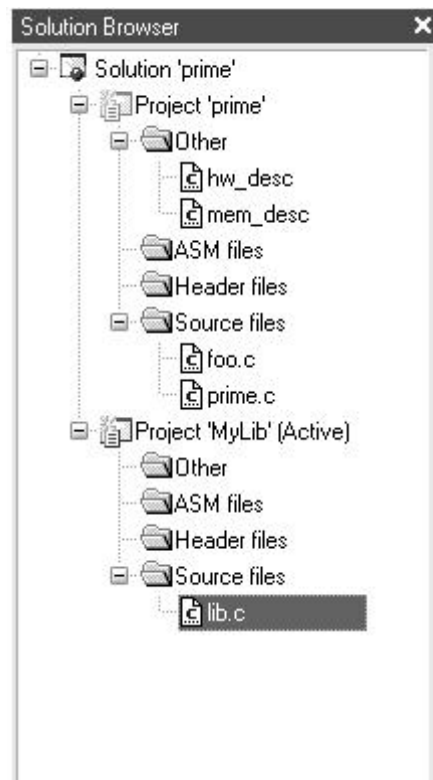 Solution Browser
Solution 'prime'
Project 'prime'
Other
hw_desc
mem_desc
ASM files
Header files
Source files
foo.c
prime.c
Project 'MyLib' (Active)
Other
ASM files
Header files
Source files
lib.c